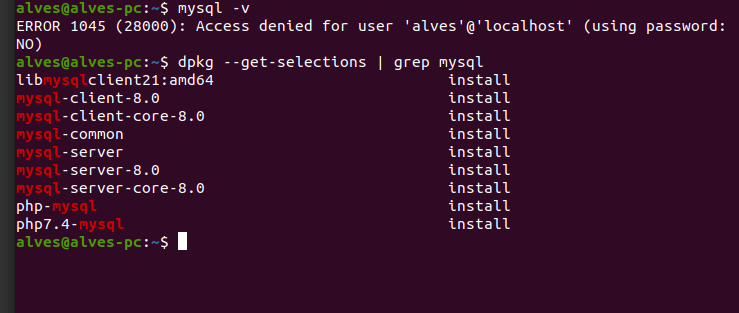 alves@alves-pc:~$ mysql -v
ERROR 1045 (28000): Access denied for user 'alves'@'localhost' (using password:
NO)
alves@alves-pc:~$ dpkg --get-selections | grep mysql
libmysqlclient21:amd64 install
mysql-client-8.0 install
mysql-client-core-8.0 install
mysql-common install
mysql-server install
mysql-server-8.0 install
mysql-server-core-8.0 install
php-mysql install
php7.4-mysql install
alves@alves-pc:~$